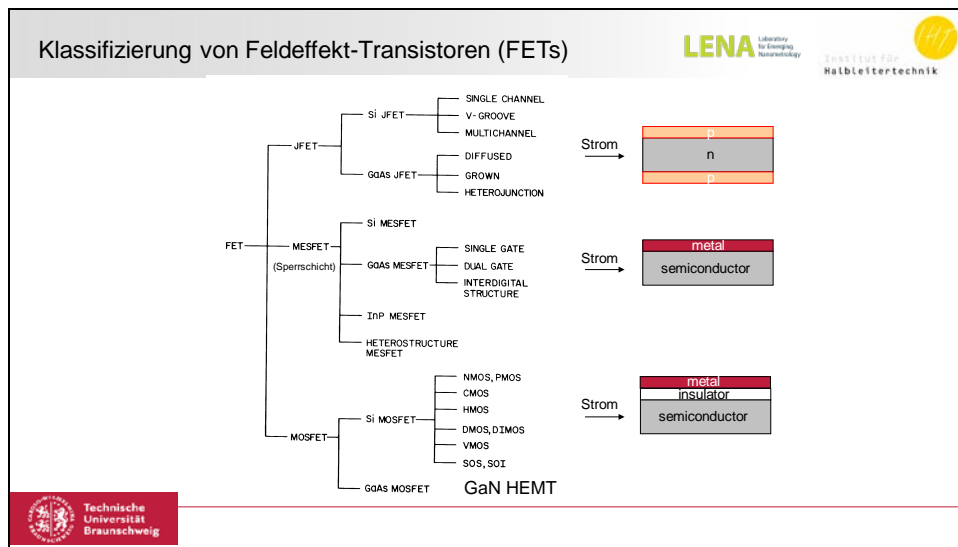 Klassifizierung von Feldeffekt-Transistoren (FETs)
LENA Laboratory
for Emerging
Nanometrology
IHT
Institut für
Halbleitertechnik
FET
JFET
Si JFET
SINGLE CHANNEL
V-GROOVE
MULTICHANNEL
GaAs JFET
DIFFUSED
GROWN
HETEROJUNCTION
Strom
p
n
p
MESFET
(Sperrschicht)
Si MESFET
GaAs MESFET
SINGLE GATE
DUAL GATE
INTERDIGITAL
STRUCTURE
InP MESFET
HETEROSTRUCTURE
MESFET
Strom
metal
semiconductor
MOSFET
Si MOSFET
NMOS, PMOS
CMOS
HMOS
DMOS, DIMOS
VMOS
SOS, SOI
GaAs MOSFET
GaN HEMT
Strom
metal
insulator
semiconductor
Technische
Universität
Braunschweig